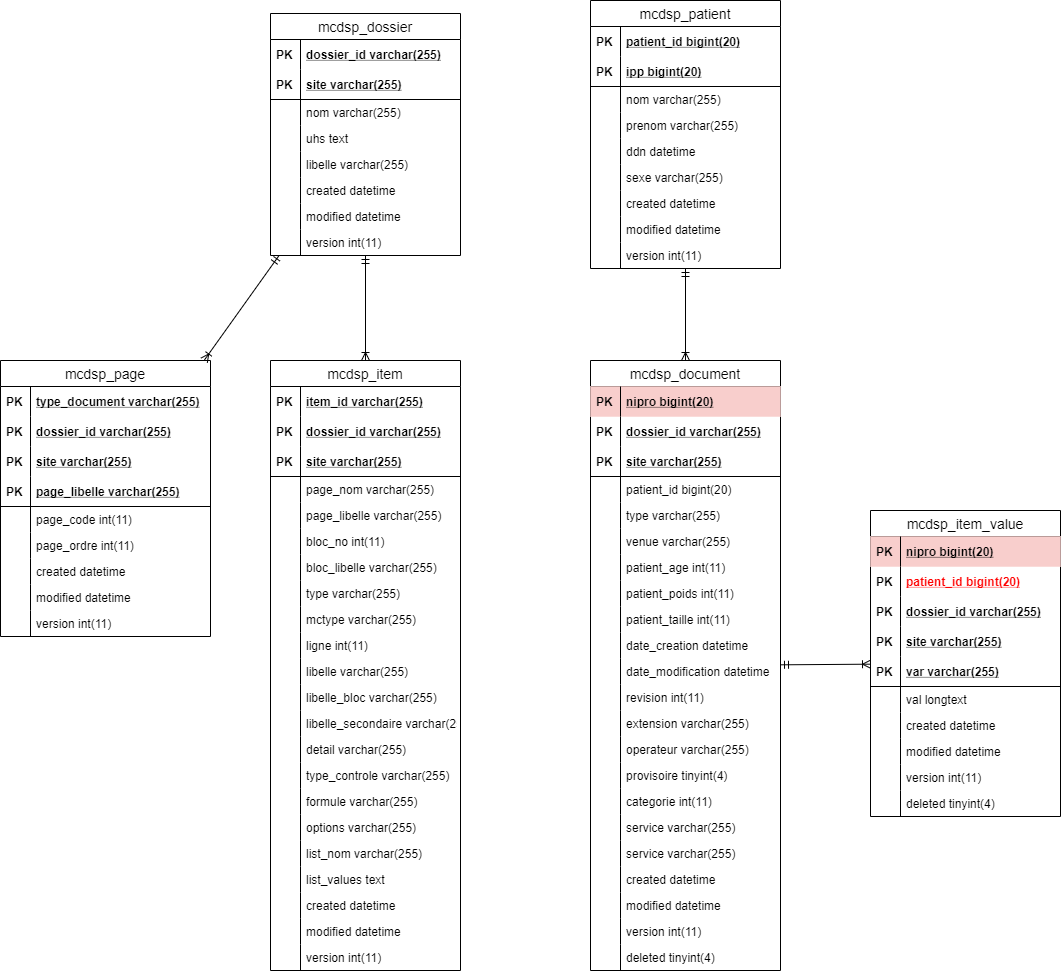 mcdsp_dossier
PK dossier_id varchar(255)
PK site varchar(255)
nom varchar(255)
uhs text
libelle varchar(255)
created datetime
modified datetime
version int(11)
mcdsp_patient
PK patient_id bigint(20)
PK ipp bigint(20)
nom varchar(255)
prenom varchar(255)
ddn datetime
sexe varchar(255)
created datetime
modified datetime
version int(11)
mcdsp_page
PK type_document varchar(255)
PK dossier_id varchar(255)
PK site varchar(255)
PK page_libelle varchar(255)
page_code int(11)
page_ordre int(11)
created datetime
modified datetime
version int(11)
mcdsp_item
PK item_id varchar(255)
PK dossier_id varchar(255)
PK site varchar(255)
page_nom varchar(255)
page_libelle varchar(255)
bloc_no int(11)
bloc_libelle varchar(255)
type varchar(255)
mctype varchar(255)
ligne int(11)
libelle varchar(255)
libelle_bloc varchar(255)
libelle_secondaire varchar(2
detail varchar(255)
type_controle varchar(255)
formule varchar(255)
options varchar(255)
list_nom varchar(255)
list_values text
created datetime
modified datetime
version int(11)
mcdsp_document
PK nipro bigint(20)
PK dossier_id varchar(255)
PK site varchar(255)
patient_id bigint(20)
type varchar(255)
venue varchar(255)
patient_age int(11)
patient_poids int(11)
patient_taille int(11)
date_creation datetime
date_modification datetime
revision int(11)
extension varchar(255)
operateur varchar(255)
provisoire tinyint(4)
categorie int(11)
service varchar(255)
service varchar(255)
created datetime
modified datetime
version int(11)
deleted tinyint(4)
mcdsp_item_value
PK nipro bigint(20)
PK patient_id bigint(20)
PK dossier_id varchar(255)
PK site varchar(255)
PK var varchar(255)
val longtext
created datetime
modified datetime
version int(11)
deleted tinyint(4)